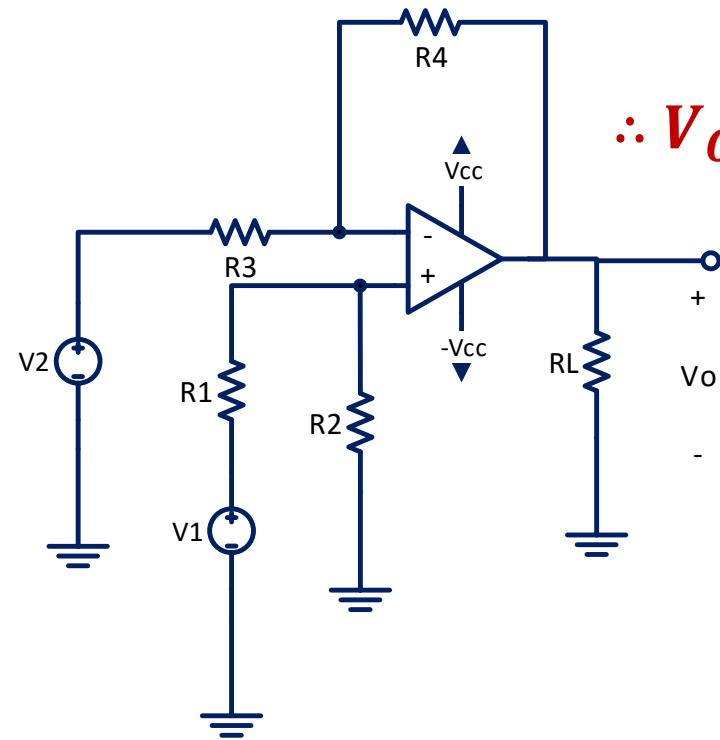 R4
∴ V
Vcc
-
R3
+
+
V2
-
-Vcc
RL
R1
Vo
R2
-
+
V1
-
+
-